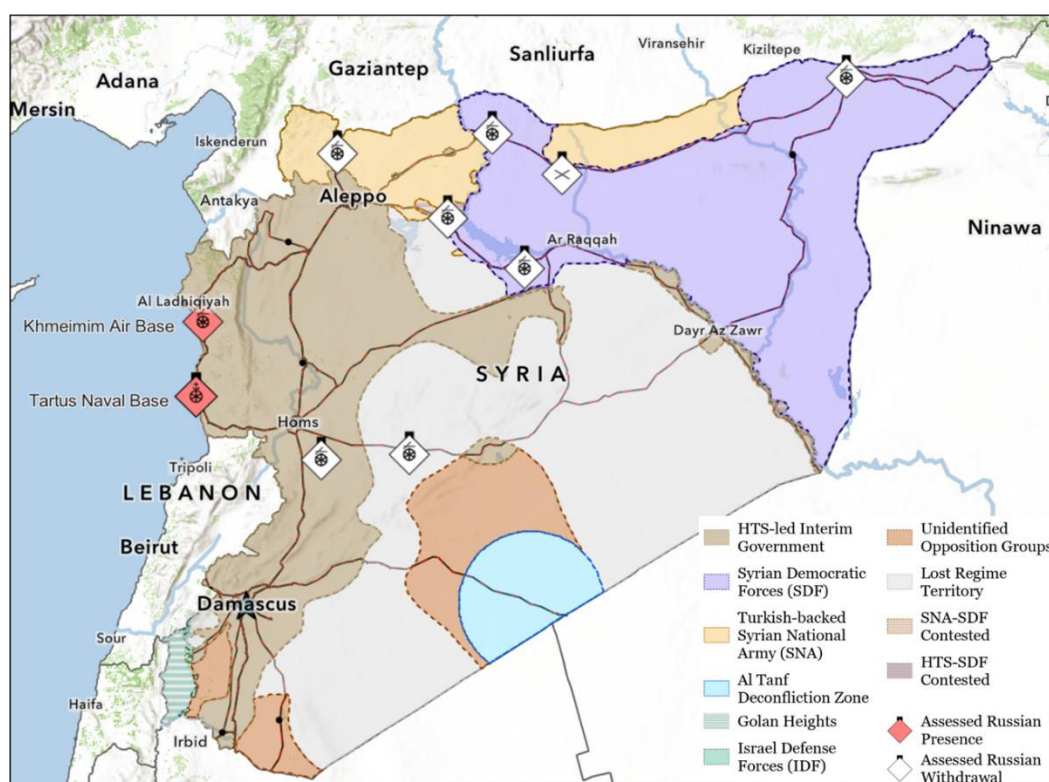 Sanliurfa
Viransehir
Kiziltepe
Gaziantep
Adana
Mersin
Iskenderun
Antakya
Aleppo
Ar Raqqah
Ninawa
Al Ladhiqiyah
Khmeimim Air Base
Dayr Az Zawr
SYRIA
Tartus Naval Base
Homs
Tripoli
LEBANON
Beirut
Damascus
Sour
Haifa
Irbid
HTS-led Interim
Government
Syrian Democratic
Forces (SDF)
Turkish-backed
Syrian National
Army (SNA)
Al Tanf
Deconfliction Zone
Golan Heights
Israel Defense
Forces (IDF)
Unidentified
Opposition Groups
Lost Regime
Territory
SNA-SDF
Contested
HTS-SDF
Contested
Assessed Russian
Presence
Assessed Russian
Withdrawal